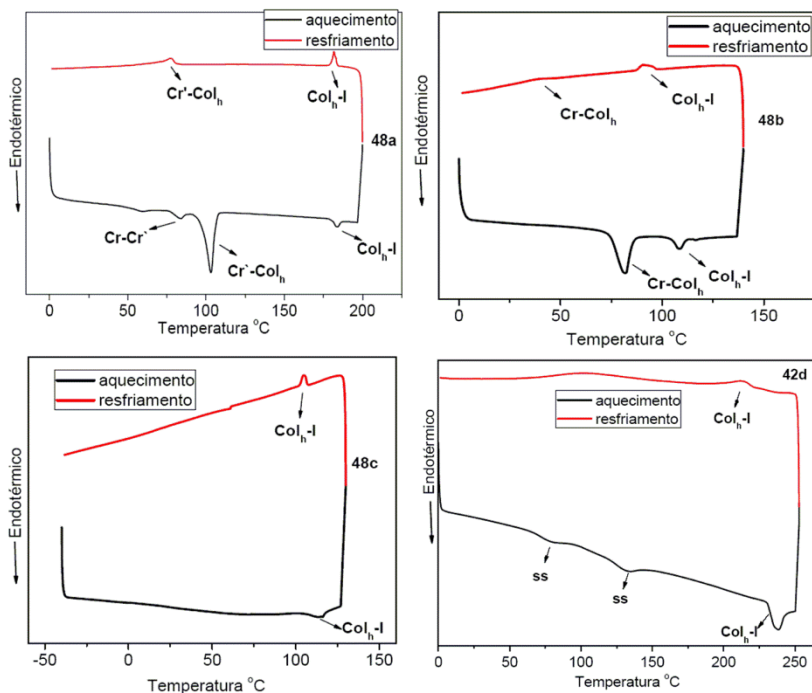 aquecimento
resfriamento
Cr'-Colh
Colh-I
48a
Endotérmico
Cr-Cr`
Cr`-Colh
Colh-I
0 50 100 150 200
Temperatura °C
aquecimento
resfriamento
Cr-Colh
Colh-I
48b
Endotérmico
Cr-Colh
Colh-I
0 50 100 150
Temperatura °C
aquecimento
resfriamento
Colh-I
48c
Endotérmico
Colh-I
-50 0 50 100 150
Temperatura °C
42d
aquecimento
resfriamento
Colh-I
Endotérmico
ss
ss
Colh-I
0 50 100 150 200 250
Temperatura °C